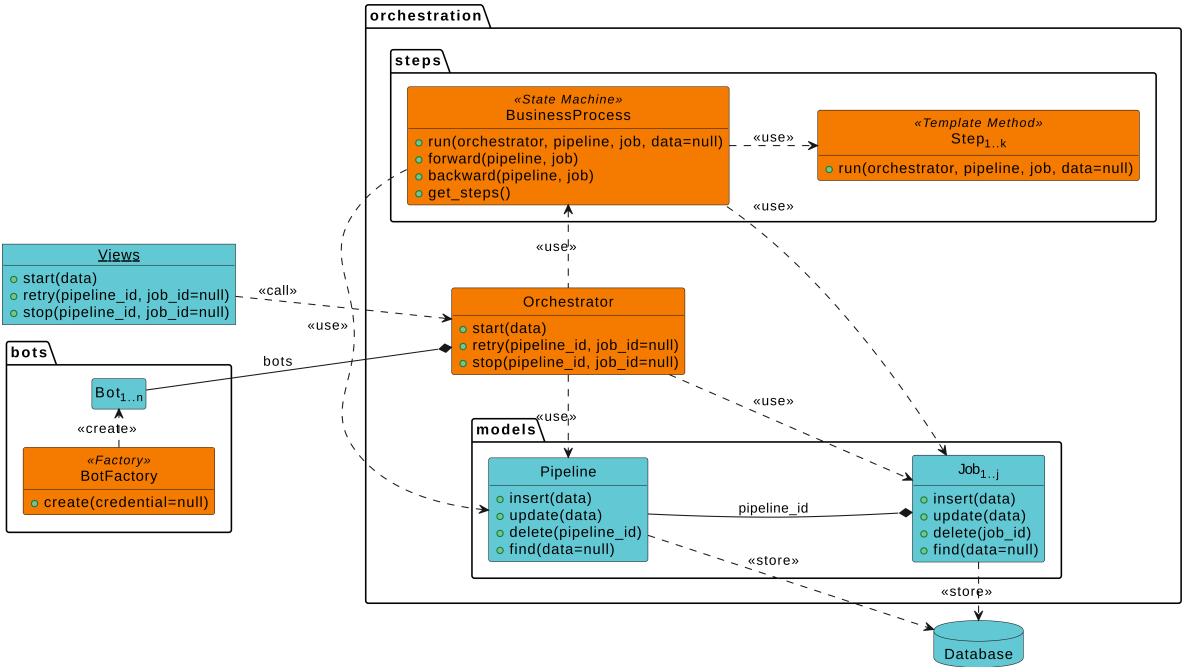 orchestration
steps
«State Machine»
BusinessProcess
run(orchestrator, pipeline, job, data=null)
forward(pipeline, job)
backward(pipeline, job)
get_steps()
«use»
«Template Method»
Step1..k
run(orchestrator, pipeline, job, data=null)
«use»
«use»
Views
start(data)
retry(pipeline_id, job_id=null)
stop(pipeline_id, job_id=null)
«call»
«use»
Orchestrator
start(data)
retry(pipeline_id, job_id=null)
stop(pipeline_id, job_id=null)
bots
bots
Bot1..n
«create»
«Factory»
BotFactory
create(credential=null)
«use»
«use»
models
Pipeline
insert(data)
update(data)
delete(pipeline_id)
find(data=null)
pipeline_id
Job1..j
insert(data)
update(data)
delete(job_id)
find(data=null)
«store»
«store»
Database